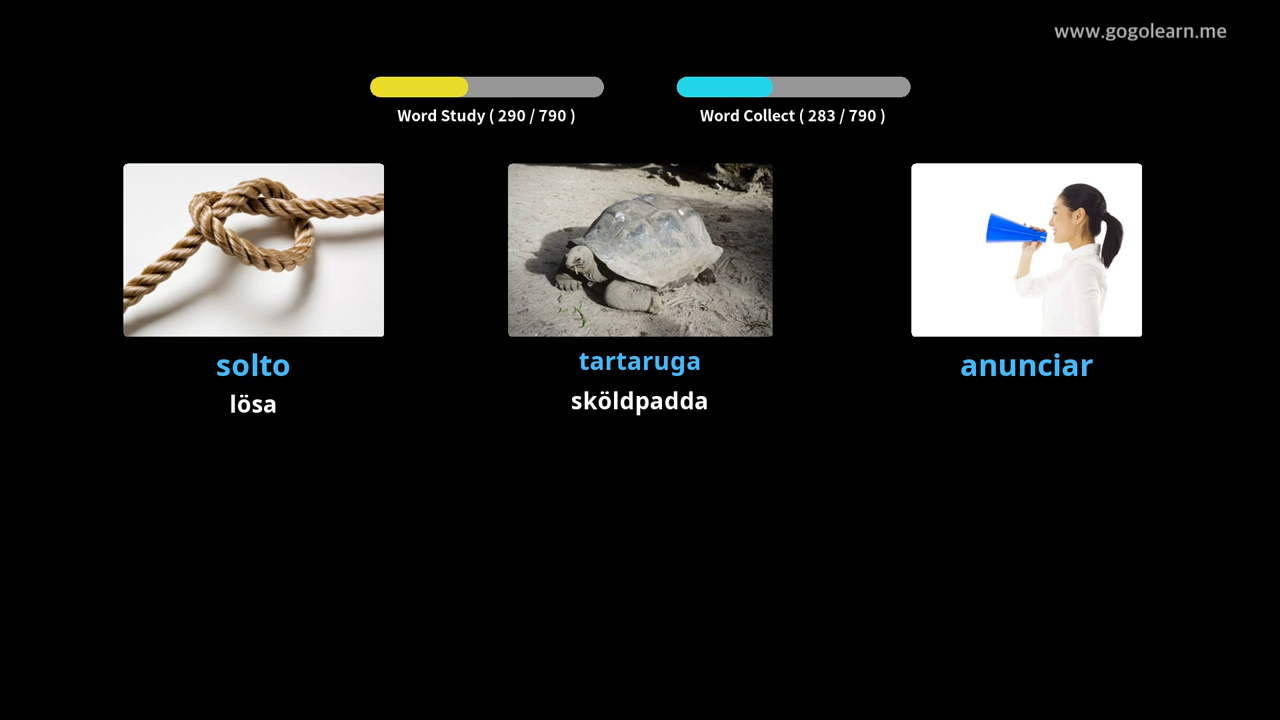 www.gogolearn.me
Word Study ( 290 / 790 )
Word Collect ( 283 / 790 )
solto
lösa
tartaruga
sköldpadda
anunciar